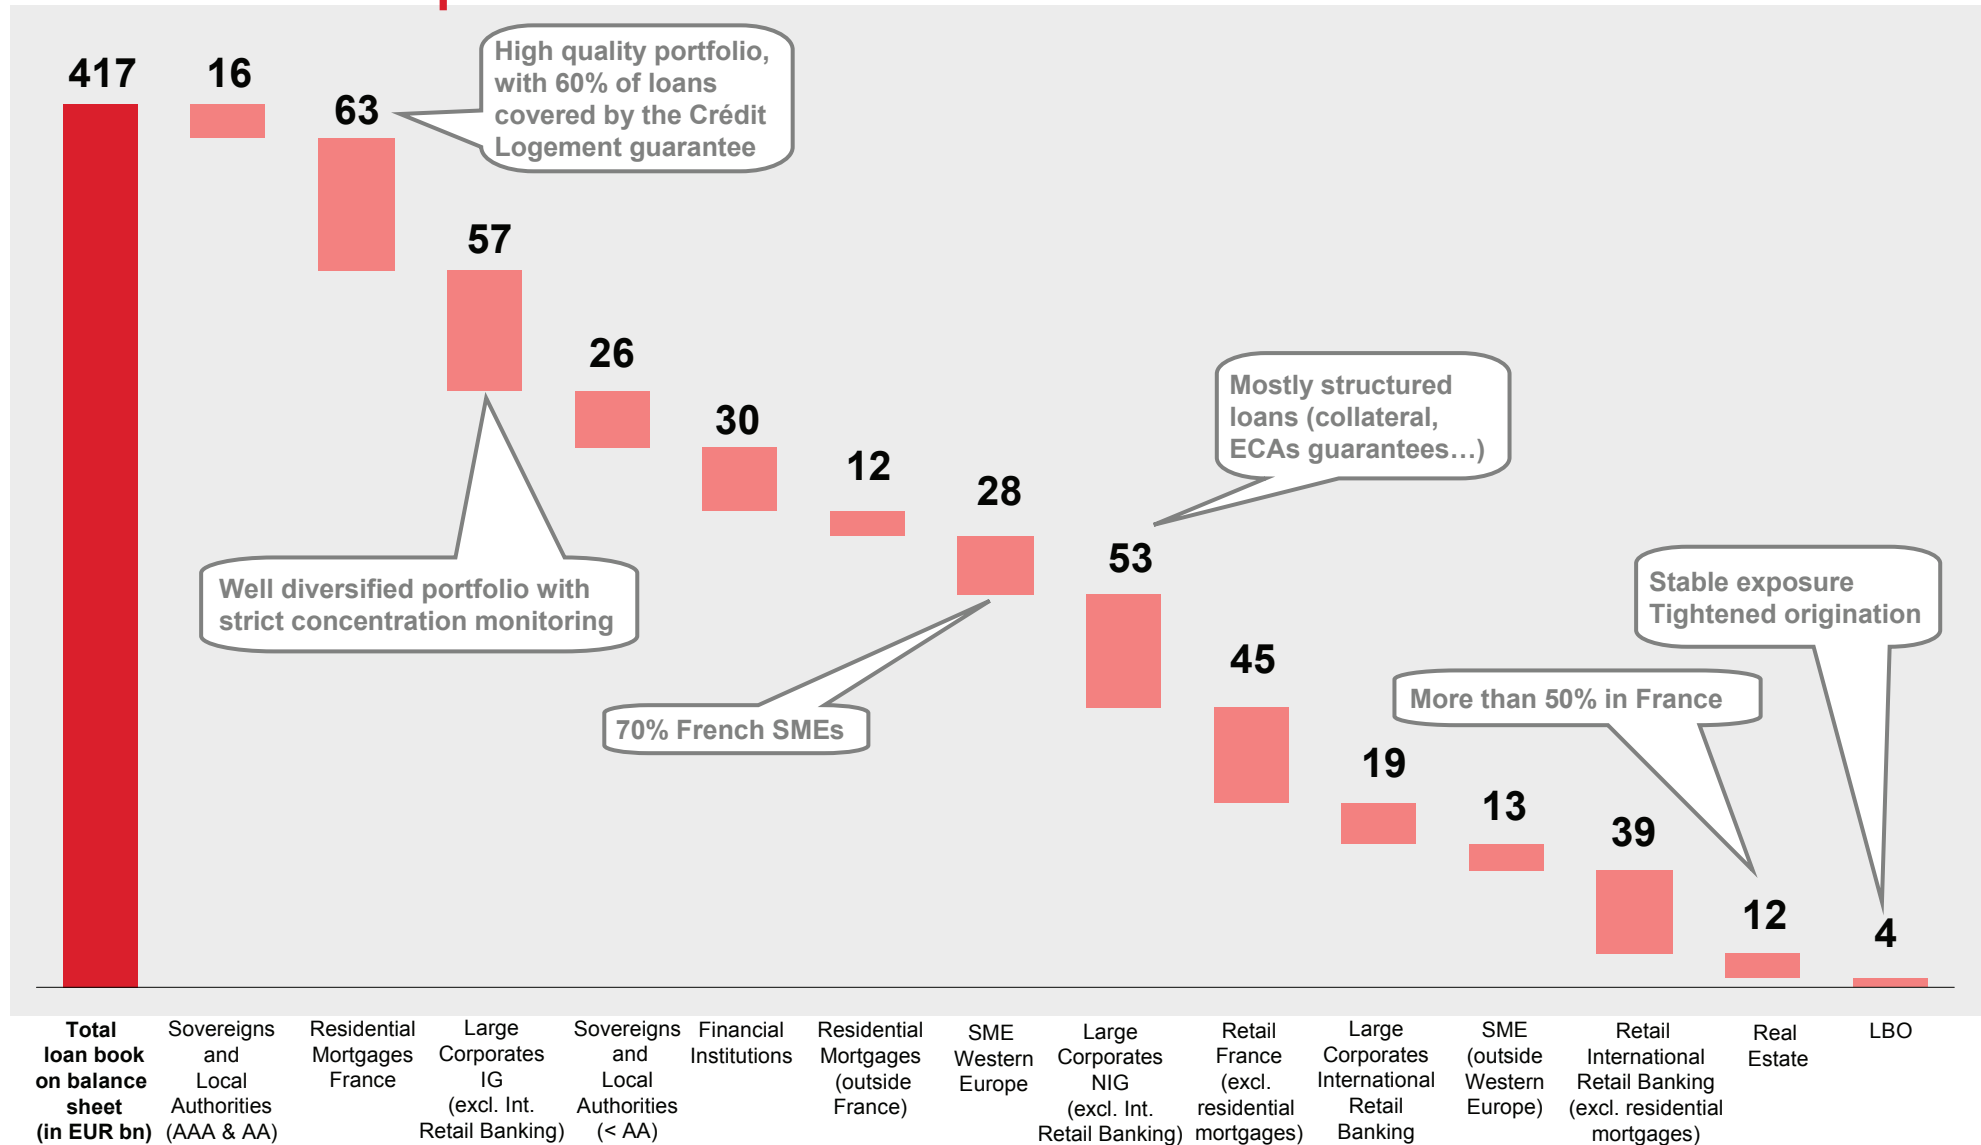 417
16
63
High quality portfolio,
with 60% of loans
covered by the Crédit
Logement guarantee
57
26
30
12
28
53
45
19
13
39
12
4
Well diversified portfolio with
strict concentration monitoring
70% French SMEs
Mostly structured
loans (collateral,
ECAs guarantees…)
More than 50% in France
Stable exposure
Tightened origination
Total
loan book
on balance
sheet
(in EUR bn)
Sovereigns
and
Local
Authorities
(AAA & AA)
Residential
Mortgages
France
Large
Corporates
IG
(excl. Int.
Retail Banking)
Sovereigns
and
Local
Authorities
(< AA)
Financial
Institutions
Residential
Mortgages
(outside
France)
SME
Western
Europe
Large
Corporates
NIG
(excl. Int.
Retail Banking)
Retail
France
(excl.
residential
mortgages)
Large
Corporates
International
Retail
Banking
SME
(outside
Western
Europe)
Retail
International
Retail Banking
(excl. residential
mortgages)
Real
Estate
LBO